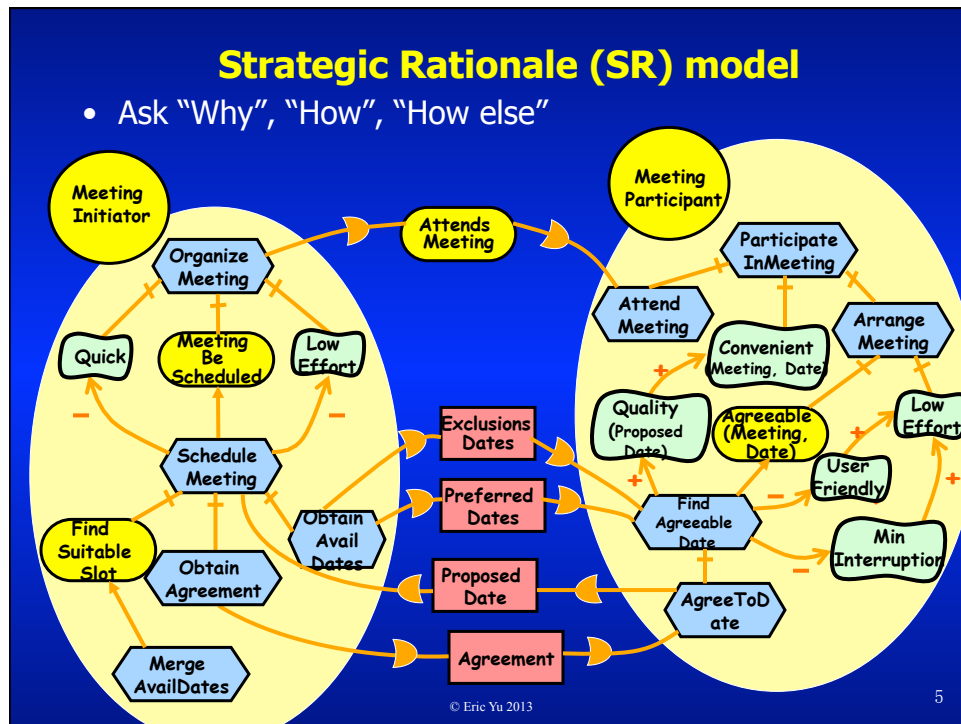 Strategic Rationale (SR) model
• Ask “Why”, “How”, “How else”
Meeting
Initiator
Organize
Meeting
Quick
Meeting
Be
Scheduled
Low
Effort
Schedule
Meeting
Find
Suitable
Slot
Obtain
Agreement
Obtain
Avail
Dates
Merge
AvailDates
Attends
Meeting
Exclusions
Dates
Preferred
Dates
Proposed
Date
Agreement
Meeting
Participant
Participate
InMeeting
Attend
Meeting
Arrange
Meeting
Convenient
(Meeting, Date)
Quality
(Proposed
Date)
Agreeable
(Meeting,
Date)
Low
Effort
User
Friendly
Find
Agreeable
Date
Min
Interruption
AgreeToD
ate
−
−
+
+
+
−
−
+
© Eric Yu 2013
5